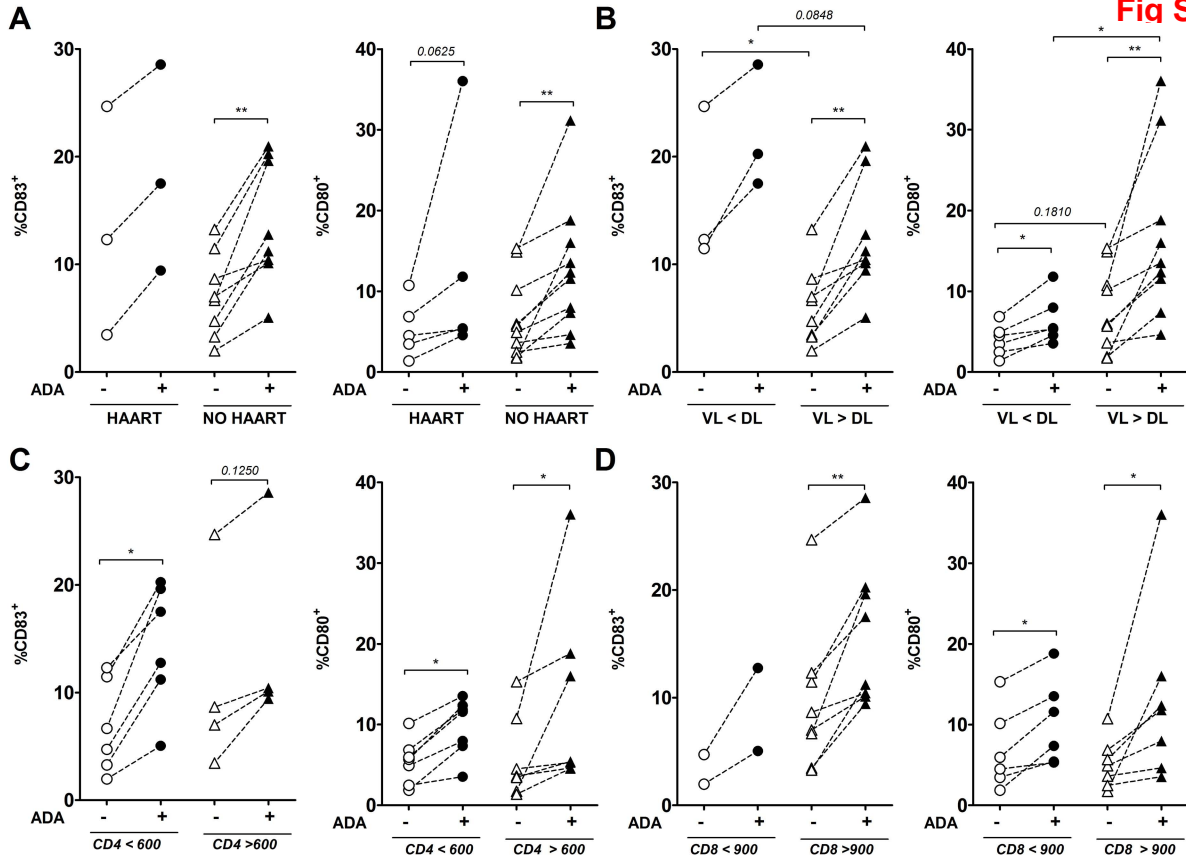 A
B
Fig S
30
20
10
0
%CD83+
**
ADA
- + - +
HAART
NO HAART
40
30
20
10
0
%CD80+
0.0625
**
ADA
- + - +
HAART
NO HAART
30
20
10
0
%CD83+
*
0.0848
**
ADA
- + - +
VL < DL
VL > DL
40
30
20
10
0
%CD80+
*
**
0.1810
*
- + - +
VL < DL
VL > DL
C
30
20
10
0
%CD83+
*
0.1250
ADA
- + - +
CD4 < 600
CD4 >600
40
30
20
10
0
%CD80+
*
*
ADA
- + - +
CD4 < 600
CD4 > 600
D
30
20
10
0
%CD83+
**
ADA
- + - +
CD8 < 900
CD8 >900
40
30
20
10
0
%CD80+
*
*
ADA
- + - +
CD8 < 900
CD8 > 900